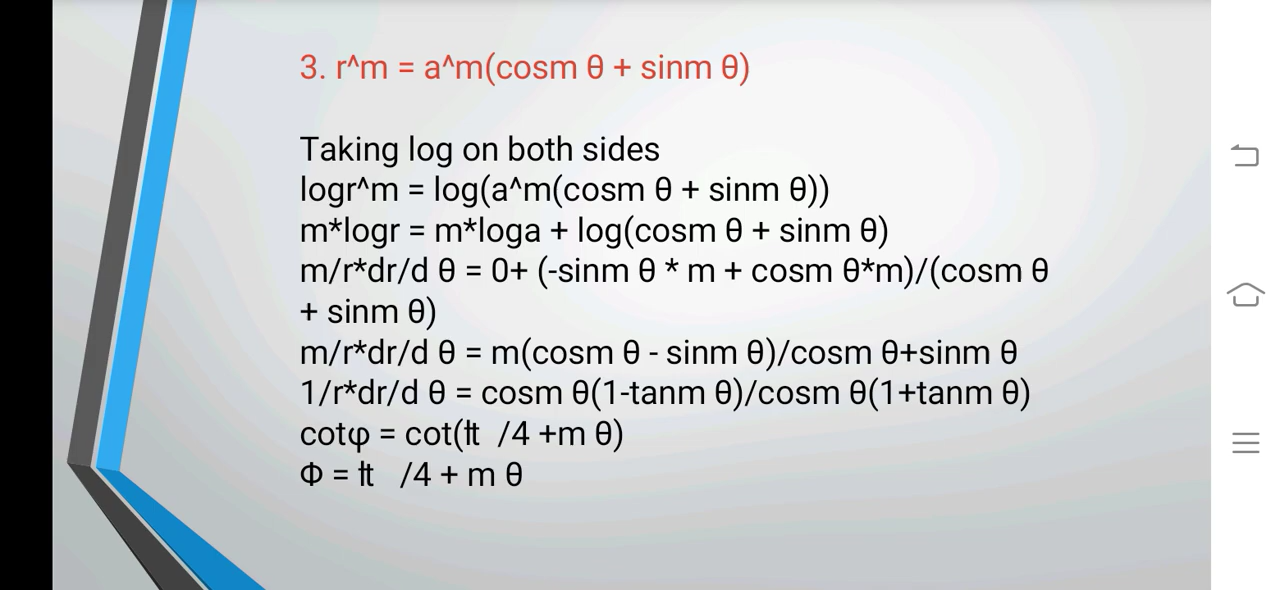 3. r^m = a^m(cosm θ + sinm θ)
Taking log on both sides
logr^m = log(a^m(cosm θ + sinm θ))
m*logr = m*loga + log(cosm θ + sinm θ)
m/r*dr/d θ = 0+ (-sinm θ * m + cosm θ*m)/(cosm θ
+ sinm θ)
m/r*dr/d θ = m(cosm θ - sinm θ)/cosm θ+sinm θ
1/r*dr/d θ = cosm θ(1-tanm θ)/cosm θ(1+tanm θ)
cotφ = cot(ꬷ /4 +m θ)
Φ = ꬷ /4 + m θ